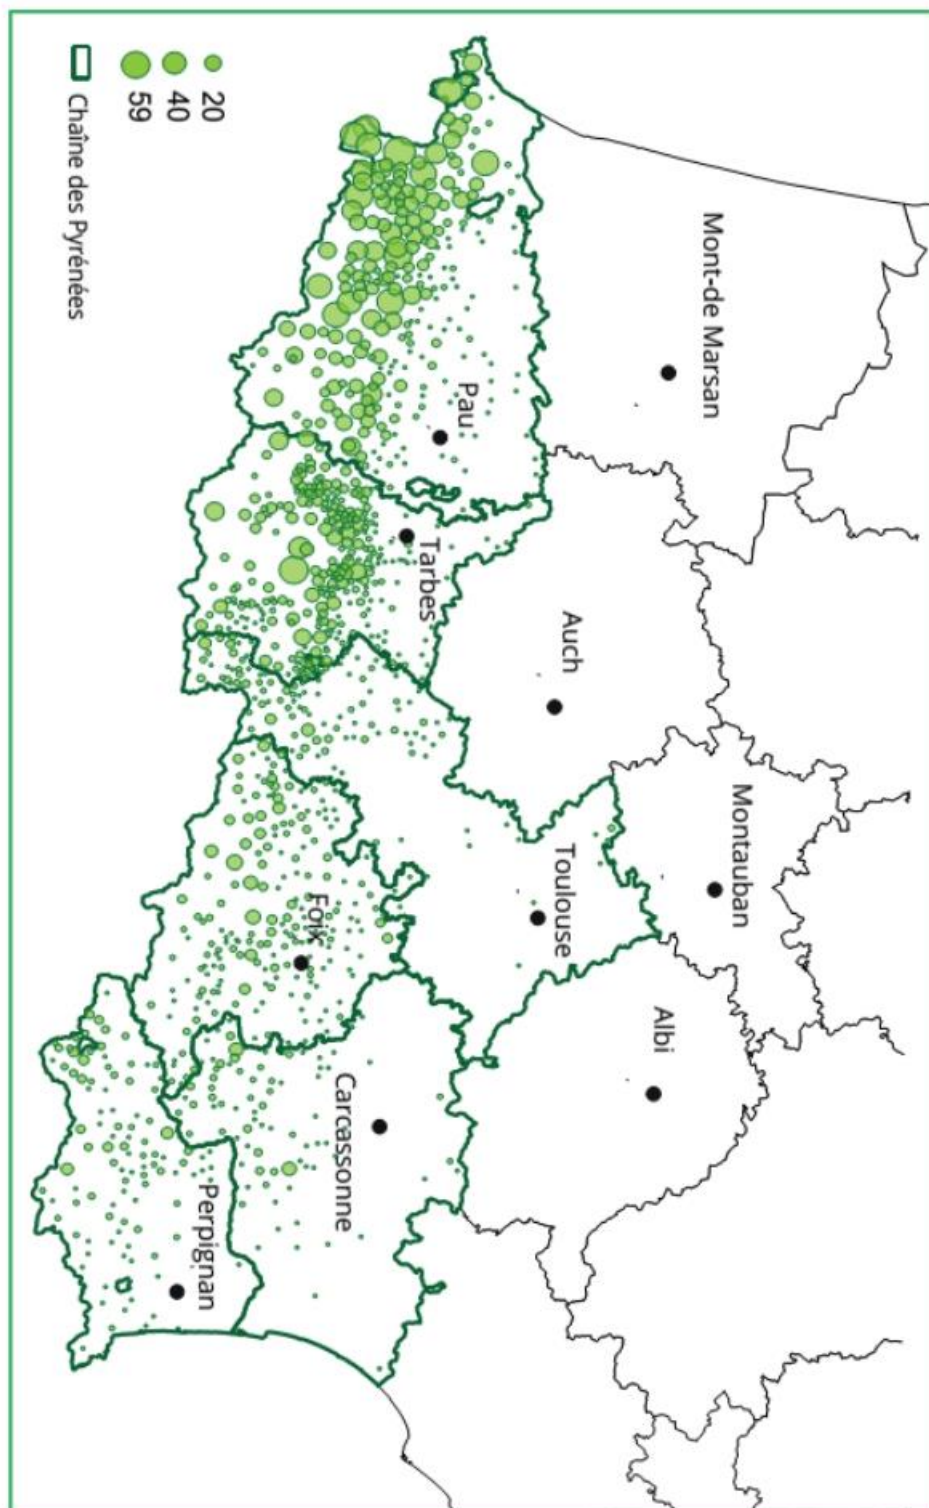 Mont-de Marsan
Montauban
Albi
Auch
Toulouse
Pau
Tarbes
Foix
Carcassonne
Perpignan
20
40
59
Chaîne des Pyrénées